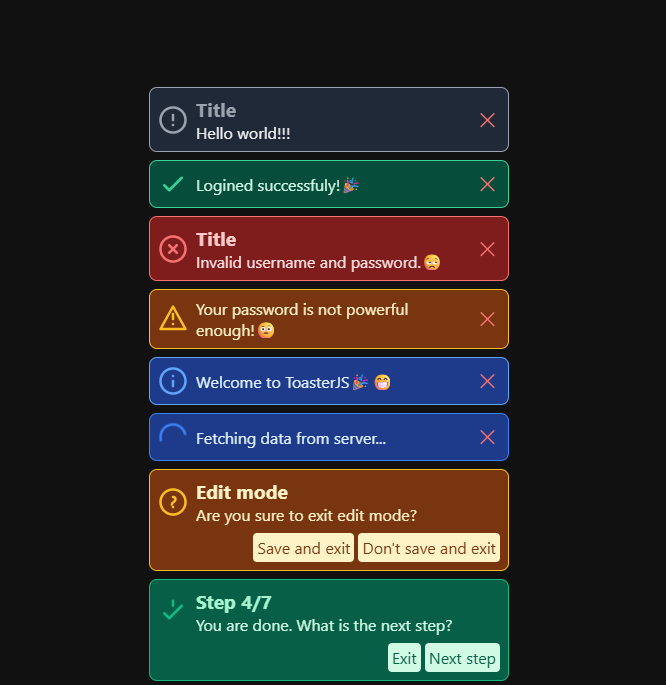 Title
Hello world!!!
Logined successfuly!🎉
Title
Invalid username and password.😳
Your password is not powerful
enough!😳
Welcome to ToasterJS🎉 😁
Fetching data from server...
Edit mode
Are you sure to exit edit mode?
Save and exit Don't save and exit
Step 4/7
You are done. What is the next step?
Exit Next step